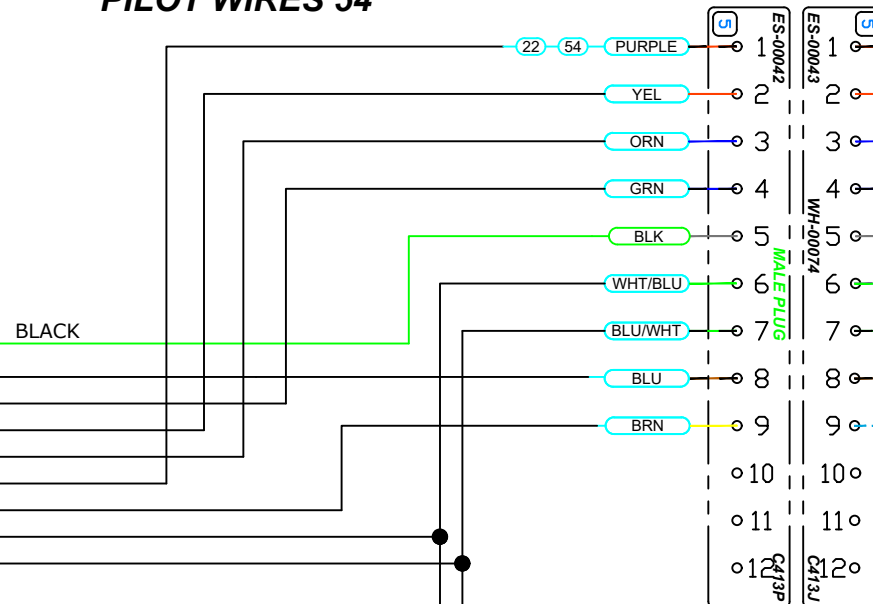 PILOT WIRES 54
22 54 PURPLE
YEL
ORN
GRN
BLK
WHT/BLU
BLU/WHT
BLU
BRN
BLACK
5
1
2
3
4
5
6
7
8
9
10
11
12
ES-00042
MALE PLUG
C413P
ES-00043
WH-00074
C413J
5
1
2
3
4
5
6
7
8
9
10
11
12